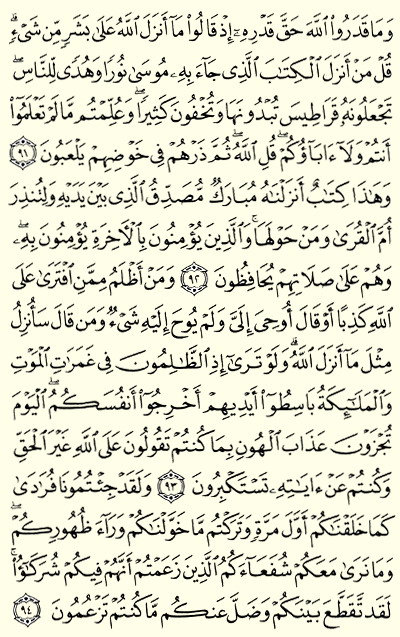 وَمَا قَدَرُوا۟ ٱللَّهَ حَقَّ قَدْرِهِۦٓ إِذْ قَالُوا۟ مَآ أَنزَلَ ٱللَّهُ عَلَىٰ بَشَرٍ مِّن شَىْءٍ ۗ
قُلْ مَنْ أَنزَلَ ٱلْكِتَـٰبَ ٱلَّذِى جَآءَ بِهِۦ مُوسَىٰ نُورًا وَهُدًى لِّلنَّاسِ ۖ
تَجْعَلُونَهُۥ قَرَاطِيسَ تُبْدُونَهَا وَتُخْفُونَ كَثِيرًا ۖ وَعُلِّمْتُم مَّا لَمْ تَعْلَمُوٓا۟
أَنتُمْ وَلَآ ءَابَآؤُكُمْ ۖ قُلِ ٱللَّهُ ۖ ثُمَّ ذَرْهُمْ فِى خَوْضِهِمْ يَلْعَبُونَ ﴿٩١﴾
وَهَـٰذَا كِتَـٰبٌ أَنزَلْنَـٰهُ مُبَارَكٌ مُّصَدِّقُ ٱلَّذِى بَيْنَ يَدَيْهِ وَلِتُنذِرَ
أُمَّ ٱلْقُرَىٰ وَمَنْ حَوْلَهَا ۚ وَٱلَّذِينَ يُؤْمِنُونَ بِٱلْـَٔاخِرَةِ يُؤْمِنُونَ بِهِۦ ۖ
وَهُمْ عَلَىٰ صَلَاتِهِمْ يُحَافِظُونَ ﴿٩٢﴾ وَمَنْ أَظْلَمُ مِمَّنِ ٱفْتَرَىٰ عَلَى
ٱللَّهِ كَذِبًا أَوْ قَالَ أُوحِىَ إِلَىَّ وَلَمْ يُوحَ إِلَيْهِ شَىْءٌ وَمَن قَالَ سَأُنزِلُ
مِثْلَ مَآ أَنزَلَ ٱللَّهُ ۗ وَلَوْ تَرَىٰٓ إِذِ ٱلظَّـٰلِمُونَ فِى غَمَرَٰتِ ٱلْمَوْتِ
وَٱلْمَلَـٰٓئِكَةُ بَاسِطُوٓا۟ أَيْدِيهِمْ أَخْرِجُوٓا۟ أَنفُسَكُمُ ۖ ٱلْيَوْمَ
تُجْزَوْنَ عَذَابَ ٱلْهُونِ بِمَا كُنتُمْ تَقُولُونَ عَلَى ٱللَّهِ غَيْرَ ٱلْحَقِّ
وَكُنتُمْ عَنْ ءَايَـٰتِهِۦ تَسْتَكْبِرُونَ ﴿٩٣﴾ وَلَقَدْ جِئْتُمُونَا فُرَٰدَىٰ
كَمَا خَلَقْنَـٰكُمْ أَوَّلَ مَرَّةٍ وَتَرَكْتُم مَّا خَوَّلْنَـٰكُمْ وَرَآءَ ظُهُورِكُمْ ۖ
وَمَا نَرَىٰ مَعَكُمْ شُفَعَآءَكُمُ ٱلَّذِينَ زَعَمْتُمْ أَنَّهُمْ فِيكُمْ شُرَكَـٰٓؤُا۟ ۚ
لَقَد تَّقَطَّعَ بَيْنَكُمْ وَضَلَّ عَنكُم مَّا كُنتُمْ تَزْعُمُونَ ﴿٩٤﴾